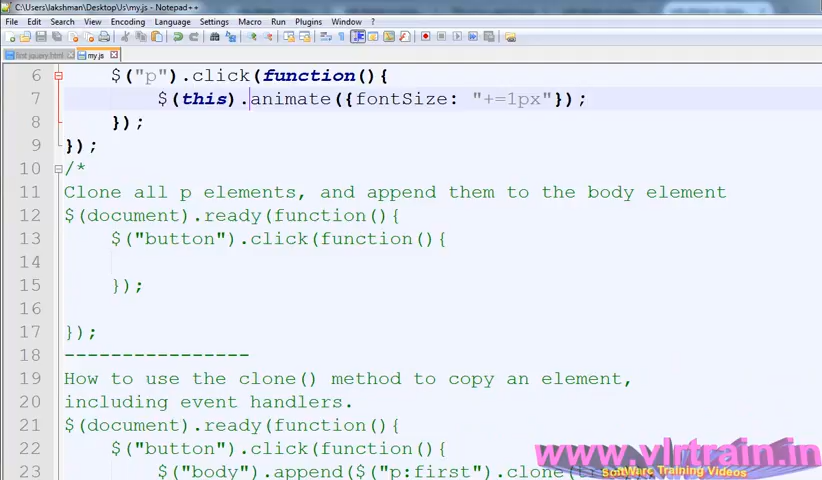 C:\Users\lakshman\Desktop\Js\my.js - Notepad++
File Edit Search View Encoding Language Settings Macro Run Plugins Window ?
first jquery.html my.js
6 $("p").click(function(){
7 $(this).animate({fontSize: "+=1px"});
8 });
9 });
10 /*
11 Clone all p elements, and append them to the body element
12 $(document).ready(function(){
13 $("button").click(function(){
14
15 });
16
17 });
18 ----------------
19 How to use the clone() method to copy an element,
20 including event handlers.
21 $(document).ready(function(){
22 $("button").click(function(){
23 $("body").append($("p:first").clone(
www.vlrtrain.in
SoftWare Training Videos